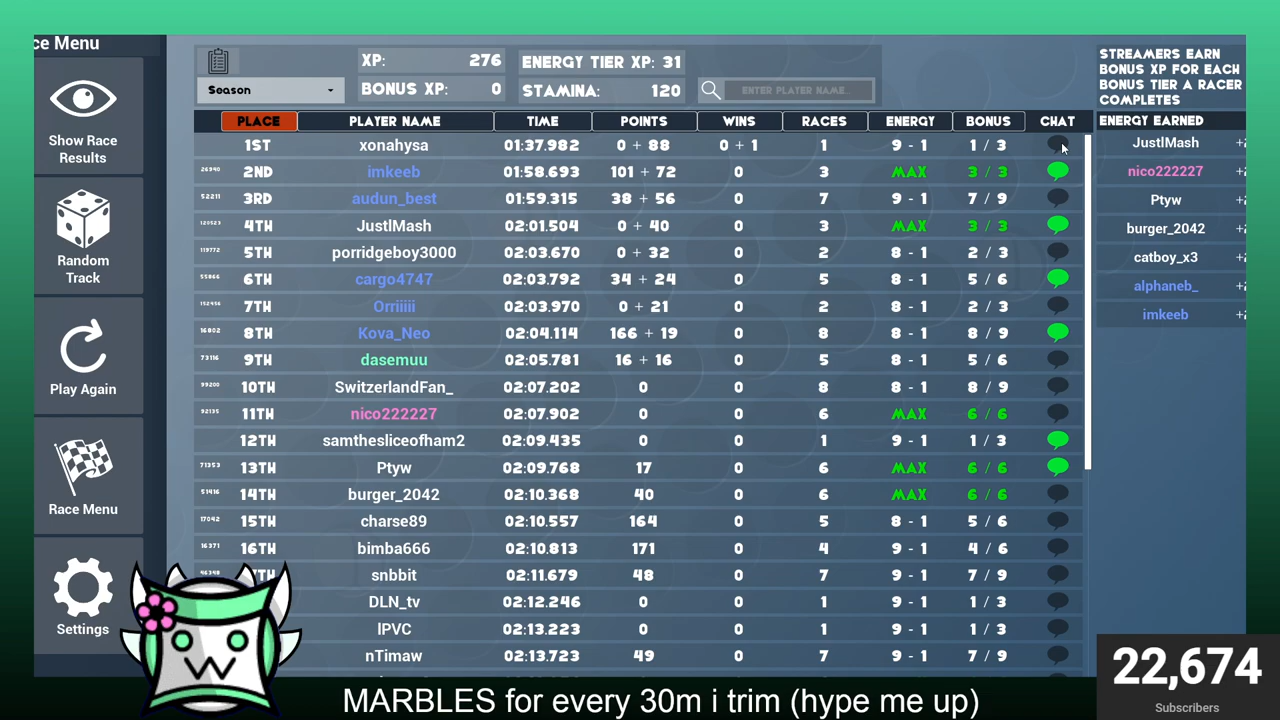 ce Menu
Show Race
Results
Random
Track
Play Again
Race Menu
Settings
Season
XP: 276
BONUS XP: 0
ENERGY TIER XP: 31
STAMINA: 120
ENTER PLAYER NAME...
PLACE PLAYER NAME TIME POINTS WINS RACES ENERGY BONUS CHAT
1ST xonahysa 01:37.982 0 + 88 0 + 1 1 9 - 1 1 / 3
26940 2ND imkeeb 01:58.693 101 + 72 0 3 MAX 3 / 3
52211 3RD audun_best 01:59.315 38 + 56 0 7 9 - 1 7 / 9
4TH JustlMash 02:01.504 0 + 40 0 3 MAX 3 / 3
119772 5TH porridgeboy3000 02:03.670 0 + 32 0 2 8 - 1 2 / 3
55866 6TH cargo4747 02:03.792 34 + 24 0 5 8 - 1 5 / 6
7TH Orriiiii 02:03.970 0 + 21 0 2 8 - 1 2 / 3
16802 8TH Kova_Neo 02:04.114 166 + 19 0 8 8 - 1 8 / 9
73116 9TH dasemuu 02:05.781 16 + 16 0 5 8 - 1 5 / 6
99200 10TH SwitzerlandFan_ 02:07.202 0 0 8 8 - 1 8 / 9
92135 11TH nico222227 02:07.902 0 0 6 MAX 6 / 6
12TH samthesliceofham2 02:09.435 0 0 1 9 - 1 1 / 3
71353 13TH Ptyw 02:09.768 17 0 6 MAX 6 / 6
51416 14TH burger_2042 02:10.368 40 0 6 MAX 6 / 6
17042 15TH charse89 02:10.557 164 0 5 8 - 1 5 / 6
16371 16TH bimba666 02:10.813 171 0 4 9 - 1 4 / 6
TH snbbit 02:11.679 48 0 7 9 - 1 7 / 9
DLN_tv 02:12.246 0 0 1 9 - 1 1 / 3
lPVC 02:13.223 0 0 1 9 - 1 1 / 3
nTimaw 02:13.723 49 0 7 9 - 1 7 / 9
STREAMERS EARN
BONUS XP FOR EACH
BONUS TIER A RACER
COMPLETES
ENERGY EARNED
JustlMash +
nico222227 +
Ptyw +
burger_2042 +
catboy_x3 +
alphaneb_ +
imkeeb +
MARBLES for every 30m i trim (hype me up)
22,674
Subscribers